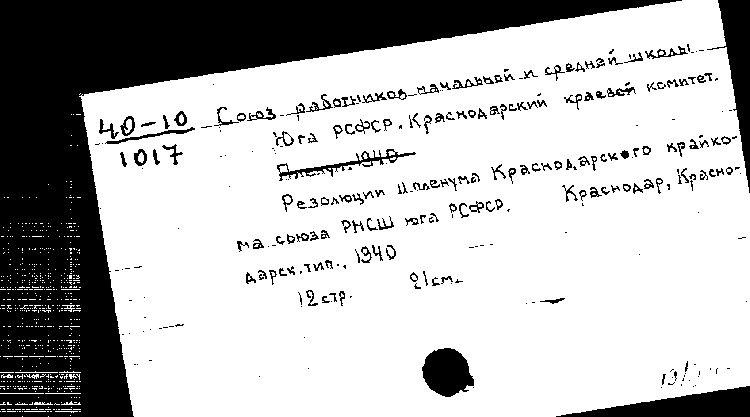 40-10 Союз работников начальной и средней школы
1017 Юга РСФСР. Краснодарский краевой комитет.
Пленум. 1940
Резолюции II пленума Краснодарского крайко-
ма союза РНСШ юга РСФСР. Краснодар, Красно-
дарск. тип., 1940
12 стр. 21 см.